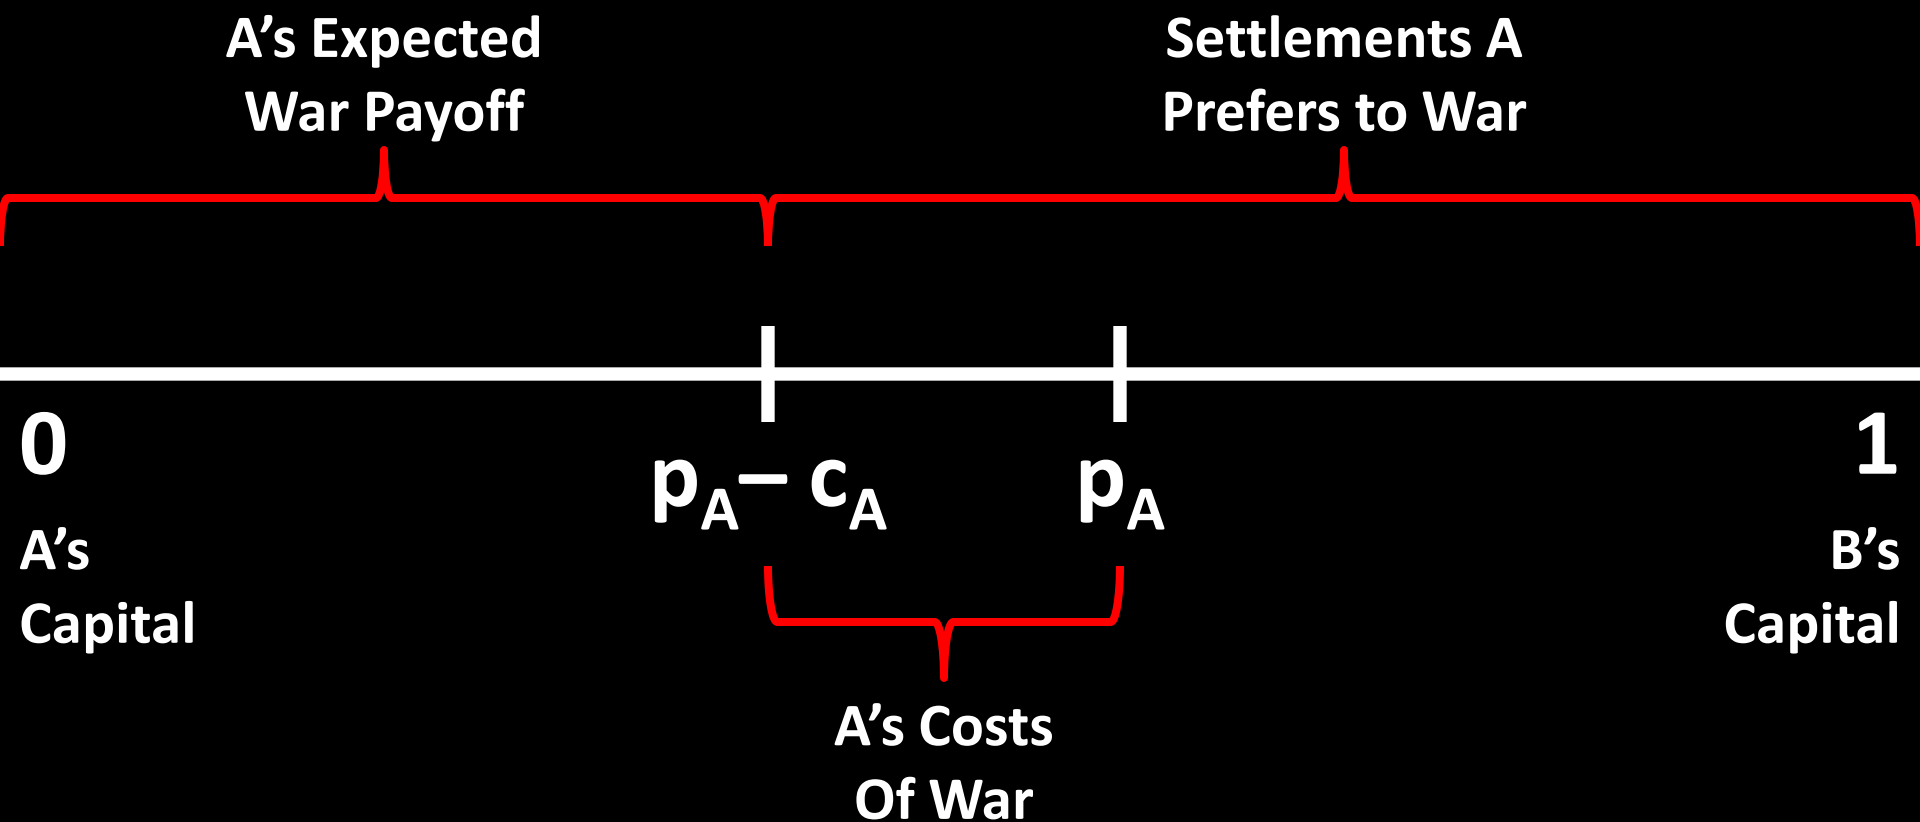 A’s Expected
War Payoff
Settlements A
Prefers to War
0
1
pA– cA
pA
A’s
Capital
B’s
Capital
A’s Costs
Of War